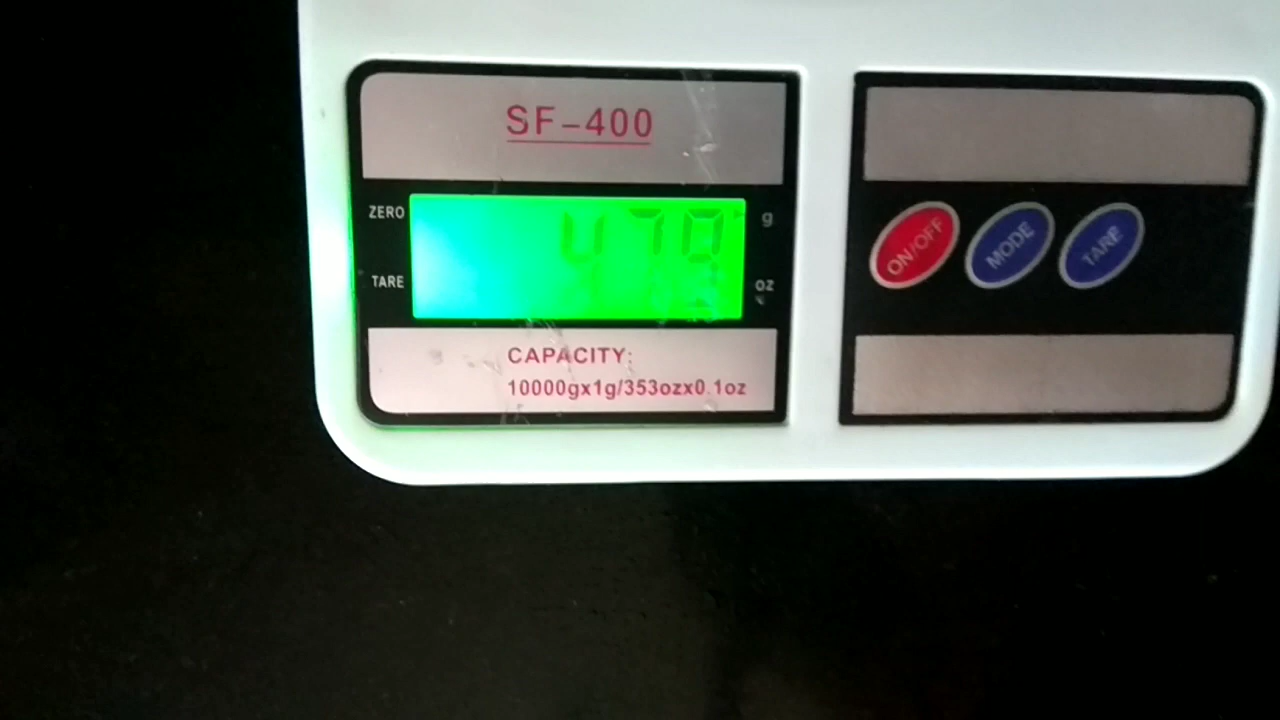 SF-400
ZERO
g
TARE
oz
CAPACITY:
10000gx1g/353ozx0.1oz
ON/OFF
MODE
TARE